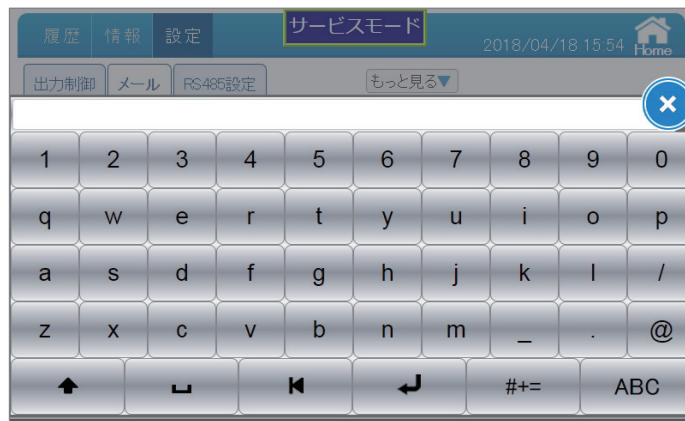 履歴 情報 設定 サービスモード 2018/04/18 15:54 Home
出力制御 メール RS485設定 もっと見る▼
1 2 3 4 5 6 7 8 9 0
q w e r t y u i o p
a s d f g h j k l /
z x c v b n m _ . @
#+= ABC